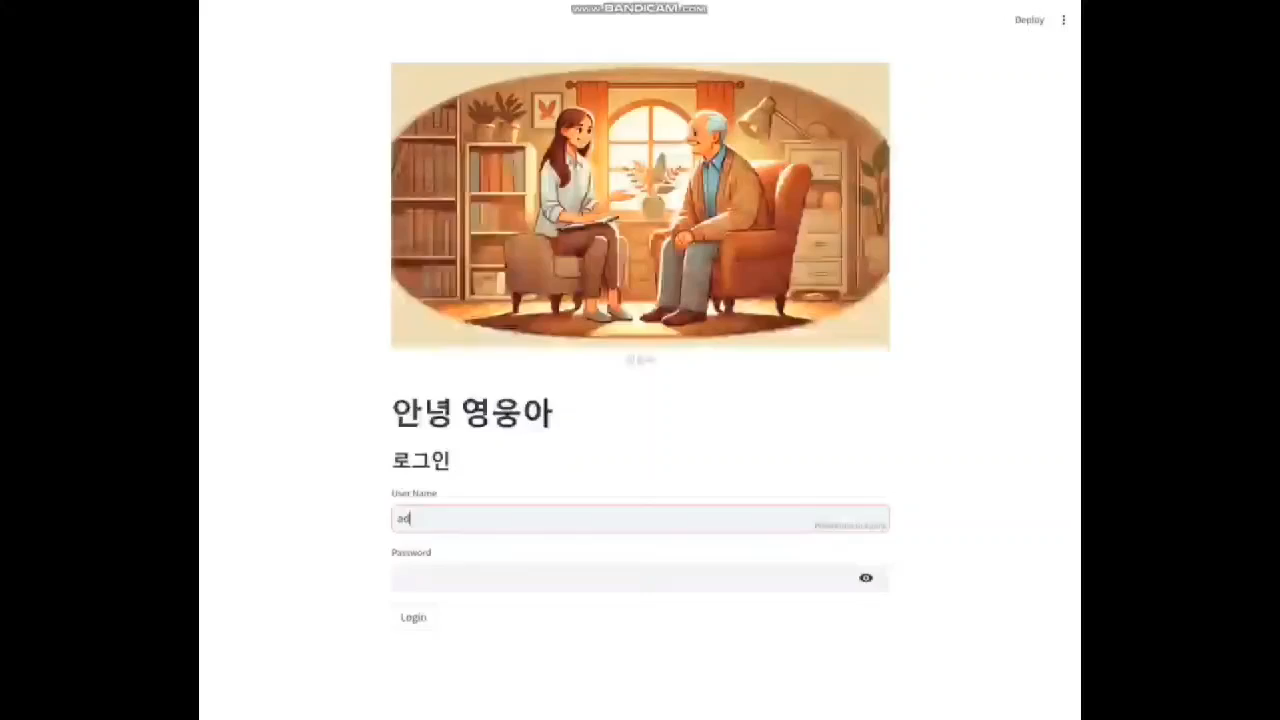 www.BANDICAM.com
Deploy
안녕 영웅아
로그인
User Name
ad
Password
Login